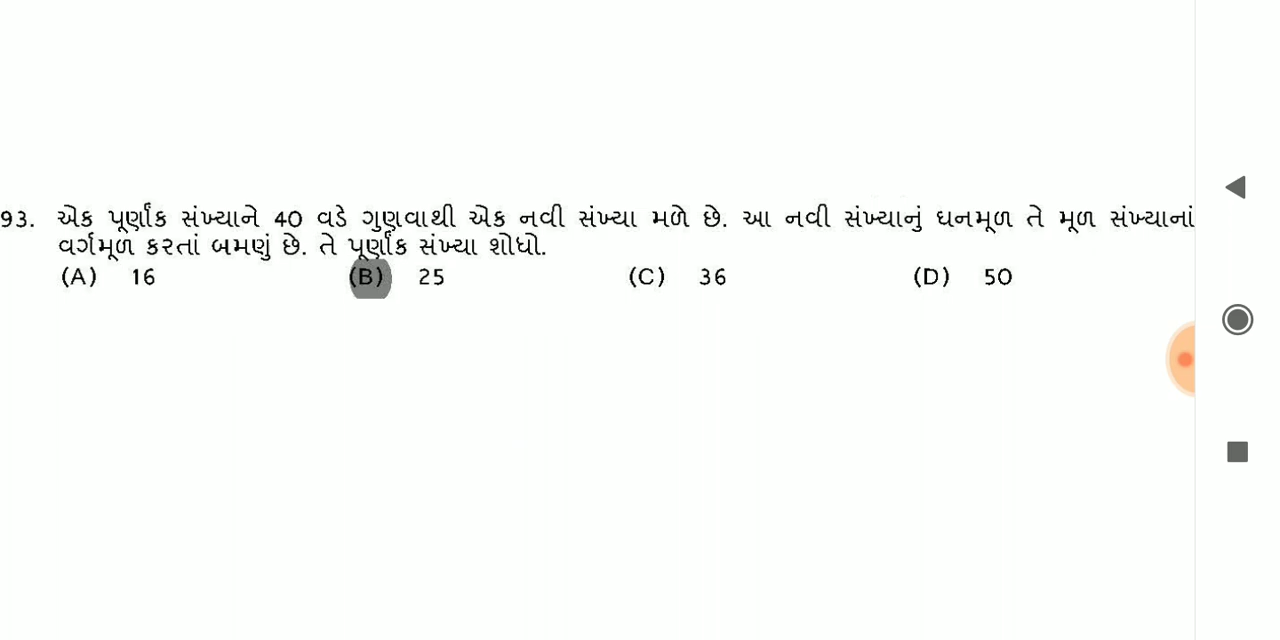 93. એક પૂર્ણાંક સંખ્યાને 40 વડે ગુણવાથી એક નવી સંખ્યા મળે છે. આ નવી સંખ્યાનું ઘનમૂળ તે મૂળ સંખ્યાનાં
વર્ગમૂળ કરતાં બમણું છે. તે પૂર્ણાંક સંખ્યા શોધો.
(A) 16 (B) 25 (C) 36 (D) 50